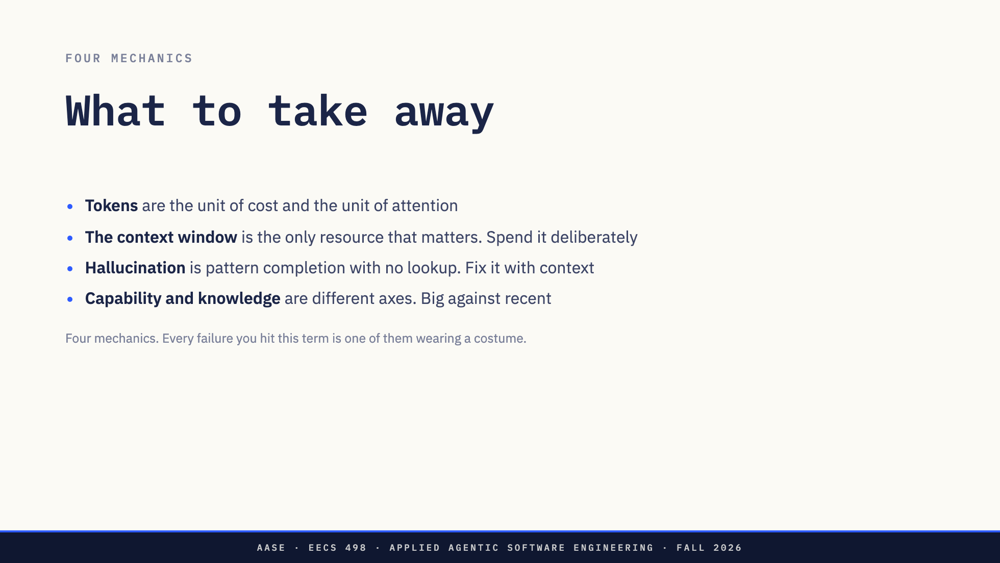 FOUR MECHANICS
What to take away
• Tokens are the unit of cost and the unit of attention
• The context window is the only resource that matters. Spend it deliberately
• Hallucination is pattern completion with no lookup. Fix it with context
• Capability and knowledge are different axes. Big against recent
Four mechanics. Every failure you hit this term is one of them wearing a costume.
AASE · EECS 498 · APPLIED AGENTIC SOFTWARE ENGINEERING · FALL 2026